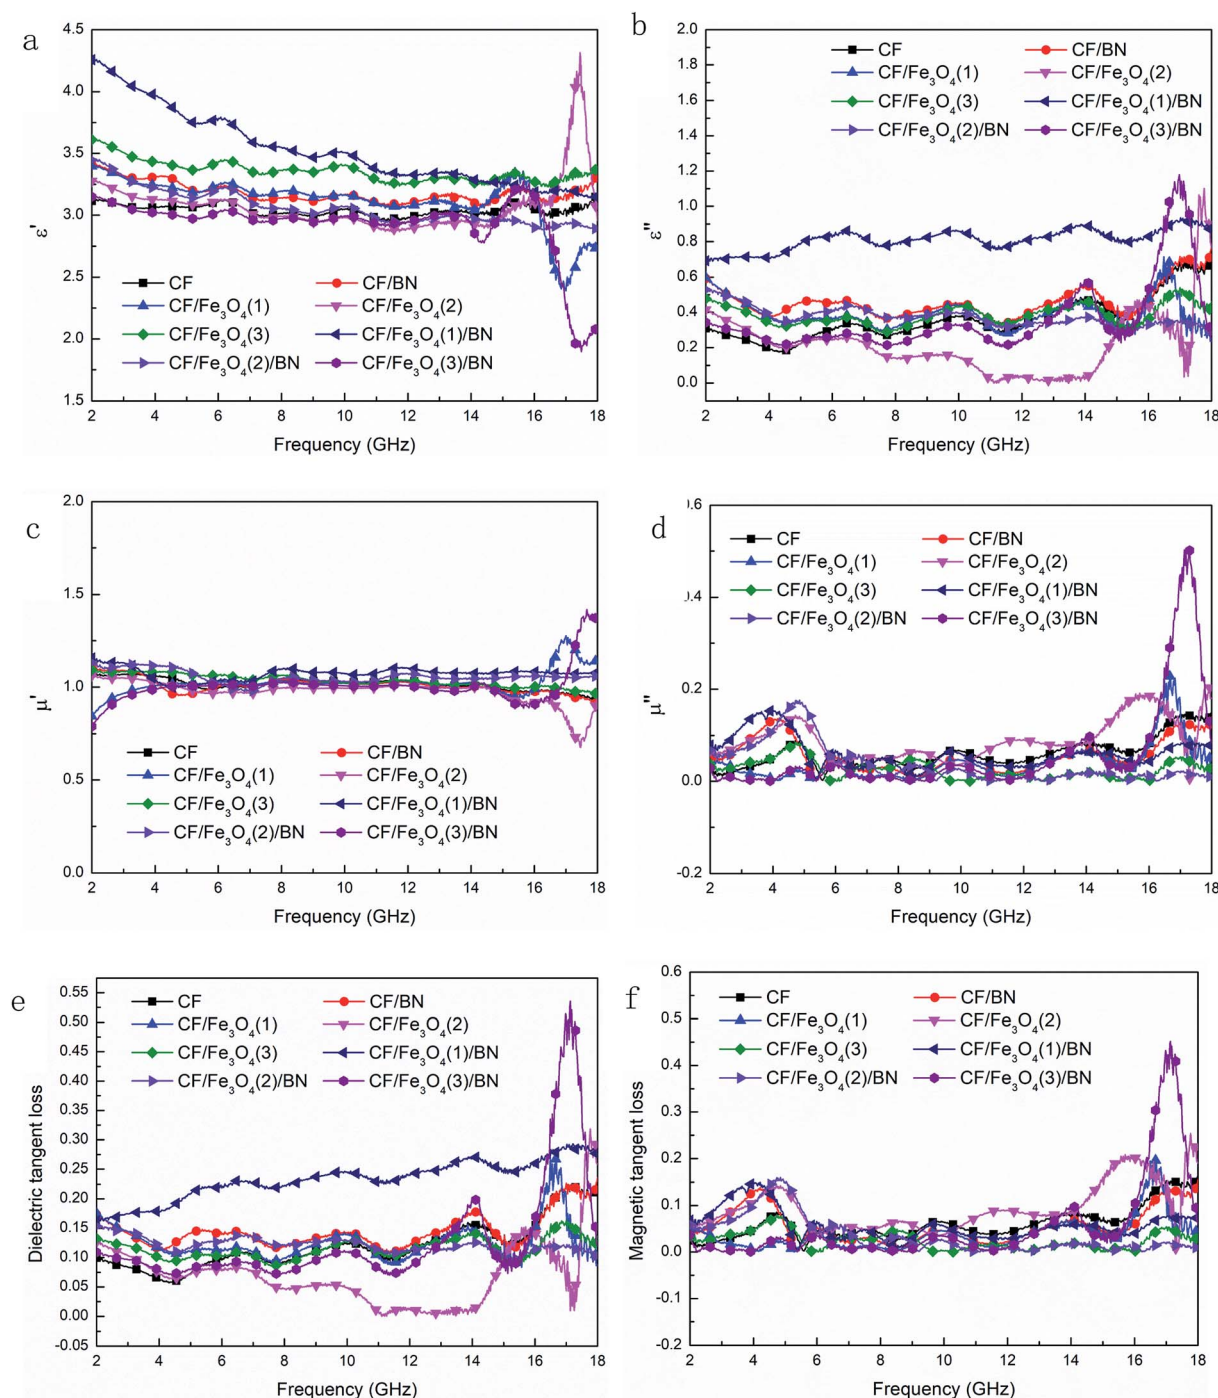 a
4.5
4.0
3.5
3.0
2.5
2.0
1.5
ε'
CF
CF/BN
CF/Fe₃O₄(1)
CF/Fe₃O₄(2)
CF/Fe₃O₄(3)
CF/Fe₃O₄(1)/BN
CF/Fe₃O₄(2)/BN
CF/Fe₃O₄(3)/BN
2 4 6 8 10 12 14 16 18
Frequency (GHz)
b
2.0
1.8
1.6
1.4
1.2
1.0
0.8
0.6
0.4
0.2
0.0
ε"
CF
CF/BN
CF/Fe₃O₄(1)
CF/Fe₃O₄(2)
CF/Fe₃O₄(3)
CF/Fe₃O₄(1)/BN
CF/Fe₃O₄(2)/BN
CF/Fe₃O₄(3)/BN
2 4 6 8 10 12 14 16 18
Frequency (GHz)
c
2.0
1.5
1.0
0.5
0.0
μ'
CF
CF/BN
CF/Fe₃O₄(1)
CF/Fe₃O₄(2)
CF/Fe₃O₄(3)
CF/Fe₃O₄(1)/BN
CF/Fe₃O₄(2)/BN
CF/Fe₃O₄(3)/BN
2 4 6 8 10 12 14 16 18
Frequency (GHz)
d
0.6
0.4
0.2
0.0
-0.2
μ"
CF
CF/BN
CF/Fe₃O₄(1)
CF/Fe₃O₄(2)
CF/Fe₃O₄(3)
CF/Fe₃O₄(1)/BN
CF/Fe₃O₄(2)/BN
CF/Fe₃O₄(3)/BN
2 4 6 8 10 12 14 16 18
Frequency (GHz)
e
0.55
0.50
0.45
0.40
0.35
0.30
0.25
0.20
0.15
0.10
0.05
0.00
-0.05
Dielectric tangent loss
CF
CF/BN
CF/Fe₃O₄(1)
CF/Fe₃O₄(2)
CF/Fe₃O₄(3)
CF/Fe₃O₄(1)/BN
CF/Fe₃O₄(2)/BN
CF/Fe₃O₄(3)/BN
2 4 6 8 10 12 14 16 18
Frequency (GHz)
f
0.6
0.5
0.4
0.3
0.2
0.1
0.0
-0.1
-0.2
Magnetic tangent loss
CF
CF/BN
CF/Fe₃O₄(1)
CF/Fe₃O₄(2)
CF/Fe₃O₄(3)
CF/Fe₃O₄(1)/BN
CF/Fe₃O₄(2)/BN
CF/Fe₃O₄(3)/BN
2 4 6 8 10 12 14 16 18
Frequency (GHz)